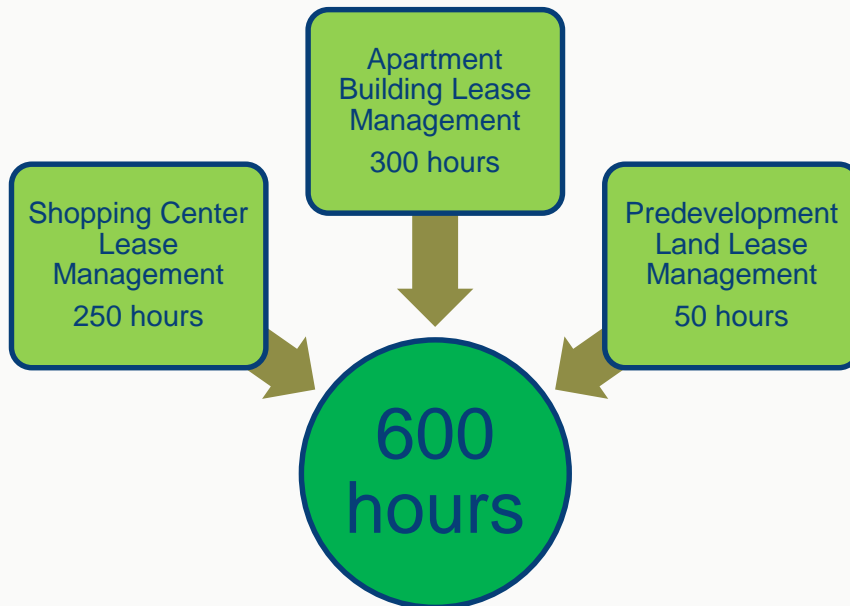 Apartment
Building Lease
Management
300 hours
Shopping Center
Lease
Management
250 hours
Predevelopment
Land Lease
Management
50 hours
600
hours